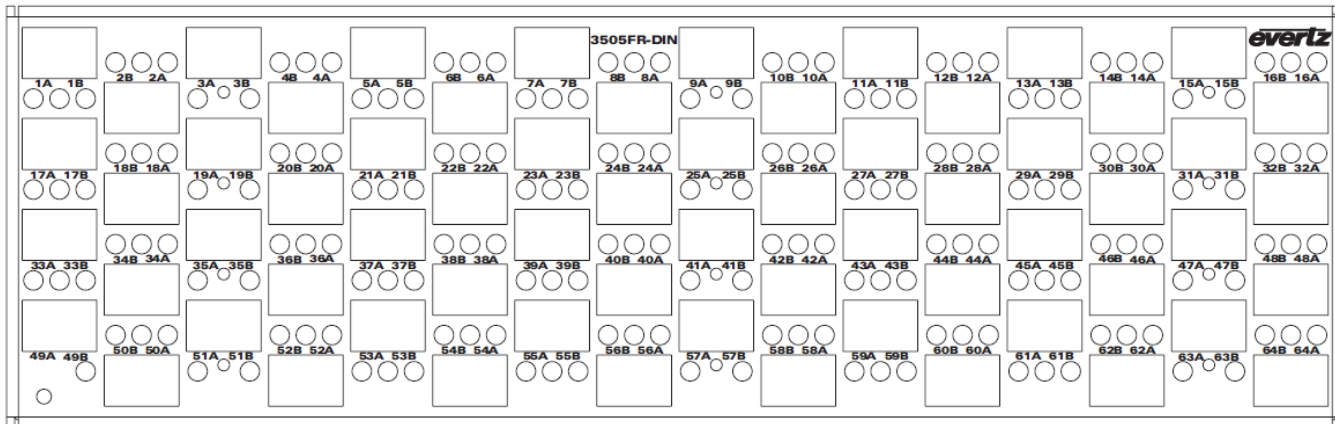 3505FR-DIN
evertz
2B 2A 4B 4A 6B 6A 8B 8A 10B 10A 12B 12A 14B 14A 16B 16A
1A 1B 3A 3B 5A 5B 7A 7B 9A 9B 11A 11B 13A 13B 15A 15B
18B 18A 20B 20A 22B 22A 24B 24A 26B 26A 28B 28A 30B 30A 32B 32A
17A 17B 19A 19B 21A 21B 23A 23B 25A 25B 27A 27B 29A 29B 31A 31B
34B 34A 36B 36A 38B 38A 40B 40A 42B 42A 44B 44A 46B 46A 48B 48A
33A 33B 35A 35B 37A 37B 39A 39B 41A 41B 43A 43B 45A 45B 47A 47B
50B 50A 52B 52A 54B 54A 56B 56A 58B 58A 60B 60A 62B 62A 64B 64A
49A 49B 51A 51B 53A 53B 55A 55B 57A 57B 59A 59B 61A 61B 63A 63B